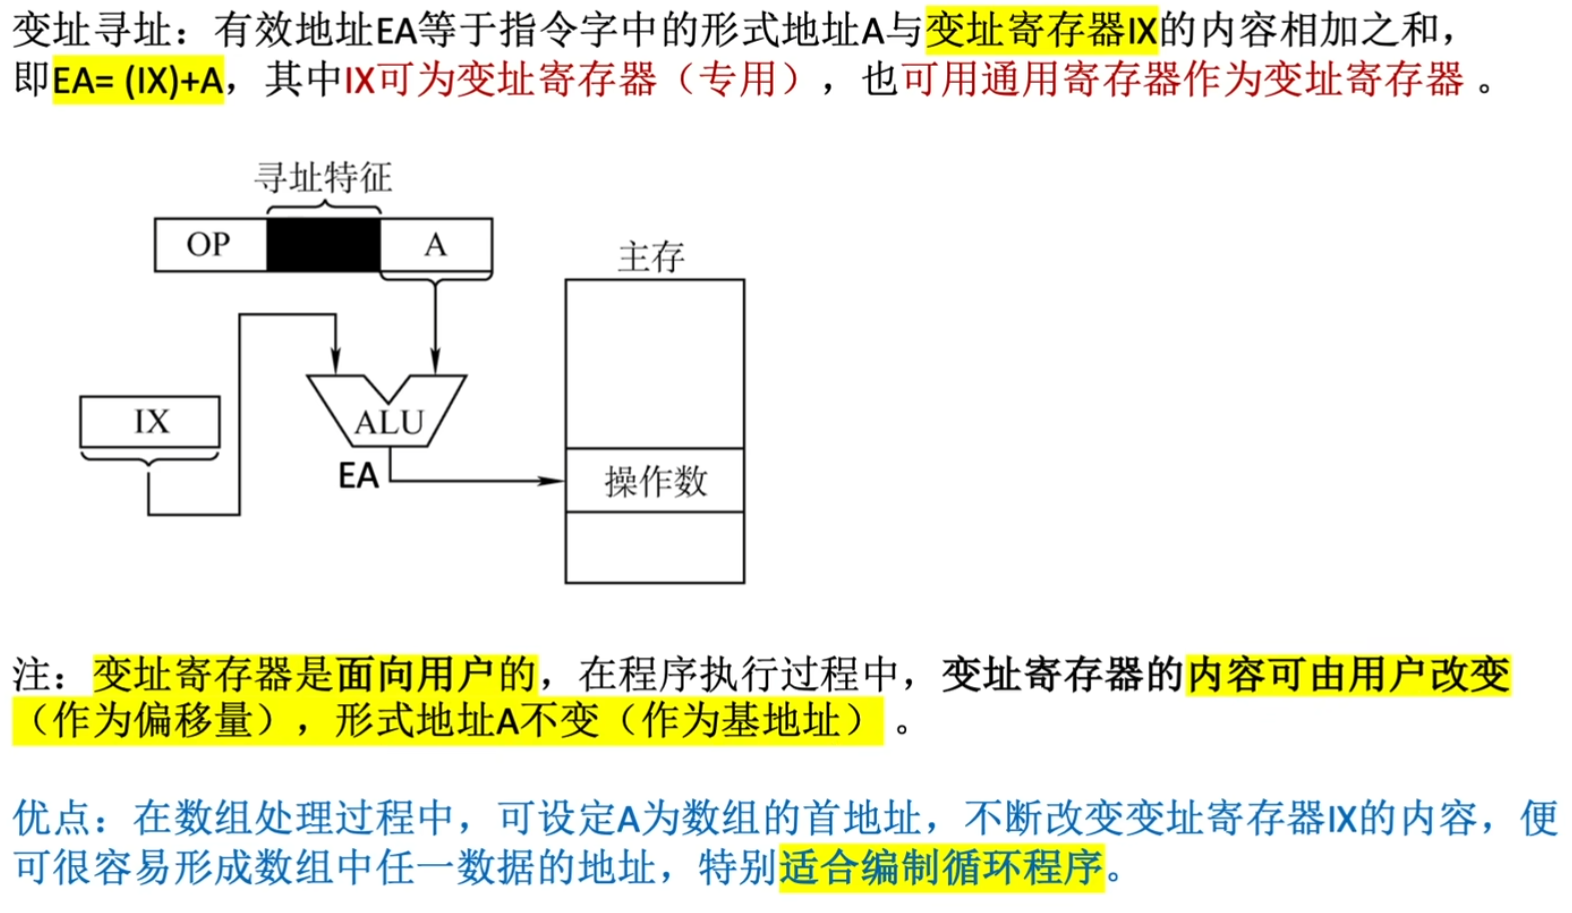 变址寻址：有效地址EA等于指令字中的形式地址A与变址寄存器IX的内容相加之和，
即EA= (IX)+A，其中IX可为变址寄存器（专用），也可用通用寄存器作为变址寄存器 。
寻址特征
OP
A
主存
IX
ALU
EA
操作数
注：变址寄存器是面向用户的，在程序执行过程中，变址寄存器的内容可由用户改变
（作为偏移量），形式地址A不变（作为基地址） 。
优点：在数组处理过程中，可设定A为数组的首地址，不断改变变址寄存器IX的内容，便
可很容易形成数组中任一数据的地址，特别适合编制循环程序。